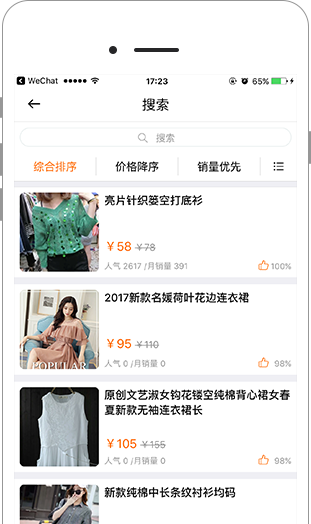 WeChat 17:23 65%
搜索
搜索
综合排序 价格降序 销量优先
亮片针织篓空打底衫
￥58 ￥78
人气 2617 /月销量 391 100%
2017新款名媛荷叶花边连衣裙
￥95 ￥110
人气 0 /月销量 0 98%
POPULAR
原创文艺淑女钩花镂空纯棉背心裙女春
夏新款无袖连衣裙长
￥105 ￥155
人气 0 /月销量 0 98%
新款纯棉中长条纹衬衫均码